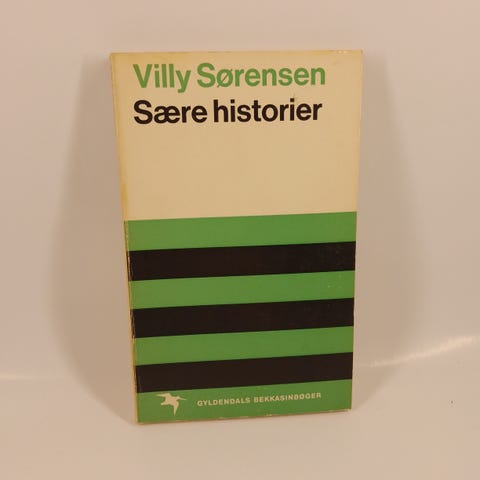 Villy Sørensen
Sære historier
GYLDENDALS BEKKASINBØGER